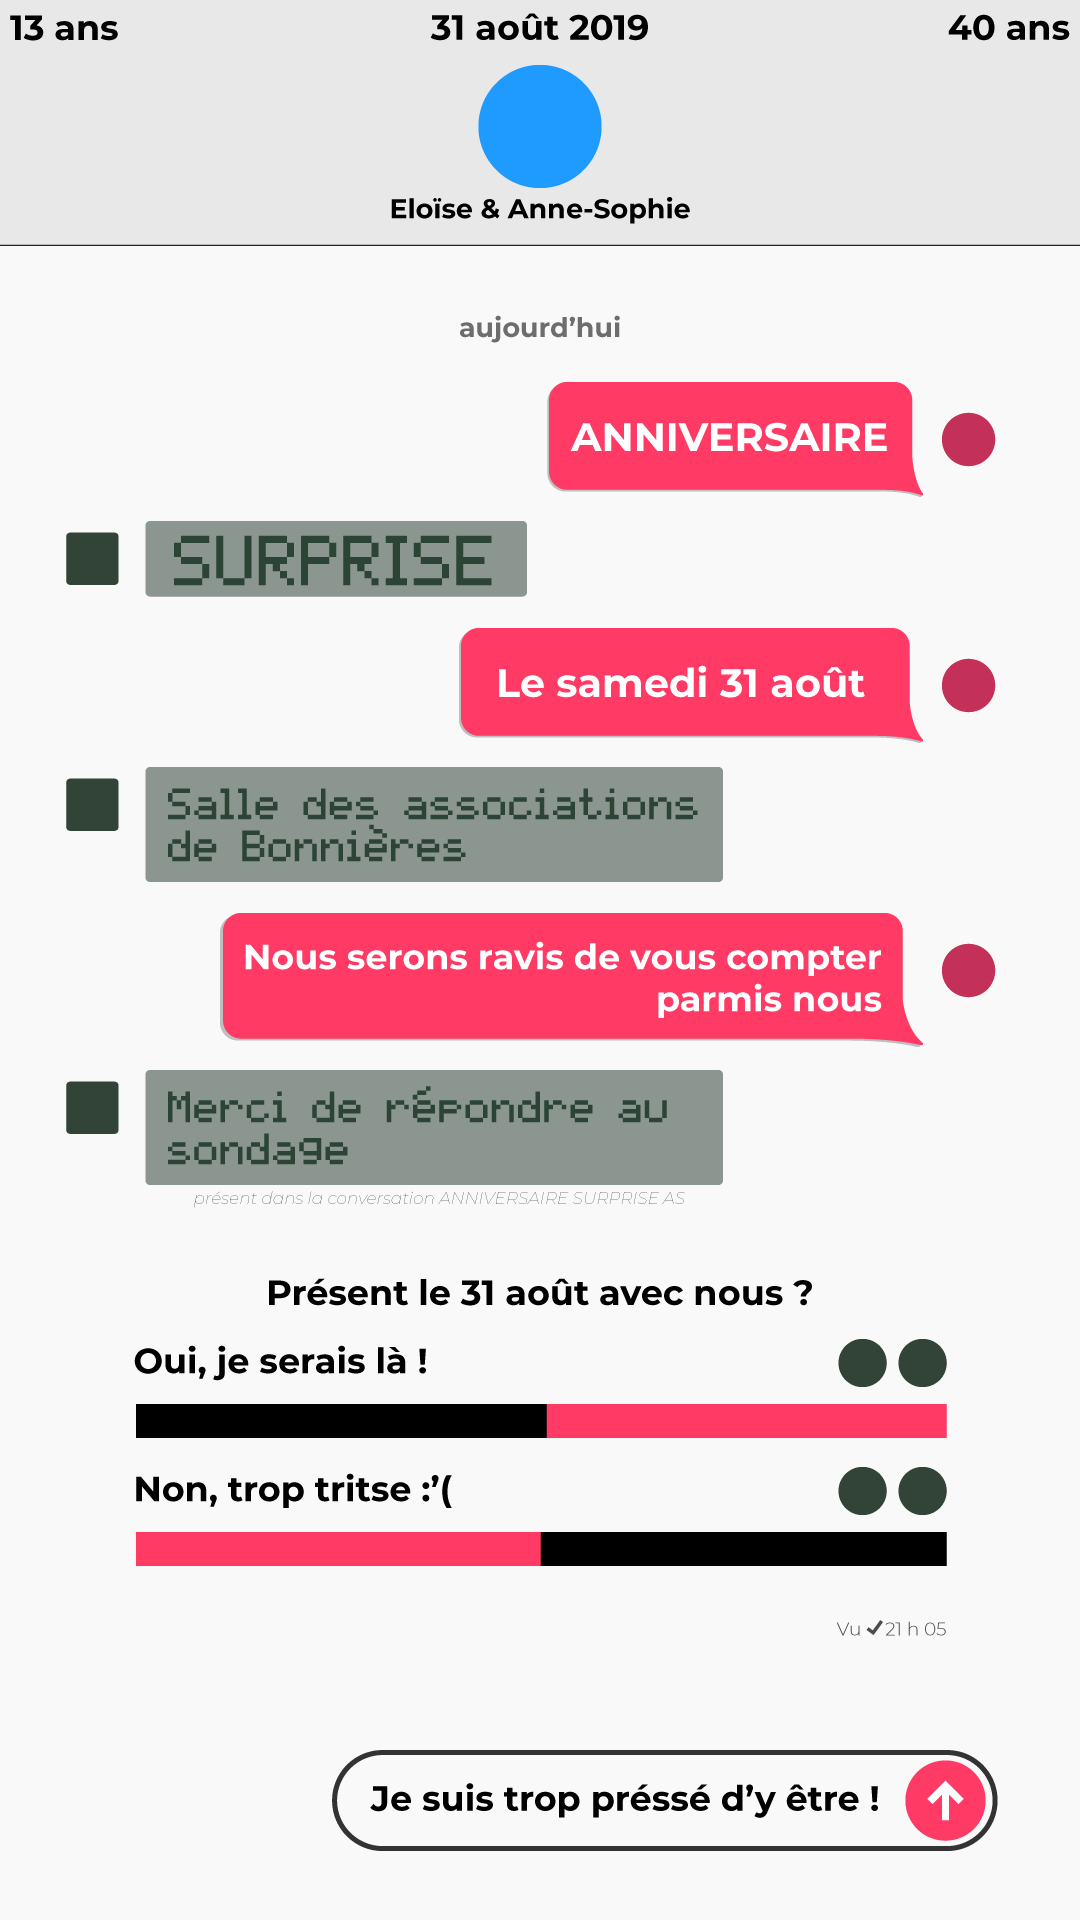 13 ans
31 août 2019
40 ans
Eloïse & Anne-Sophie
aujourd’hui
ANNIVERSAIRE
SURPRISE
Le samedi 31 août
Salle des associations
de Bonnières
Nous serons ravis de vous compter
parmis nous
Merci de répondre au
sondage
présent dans la conversation ANNIVERSAIRE SURPRISE AS
Présent le 31 août avec nous ?
Oui, je serais là !
Non, trop tritse :’(
Vu ✓21 h 05
Je suis trop préssé d’y être !